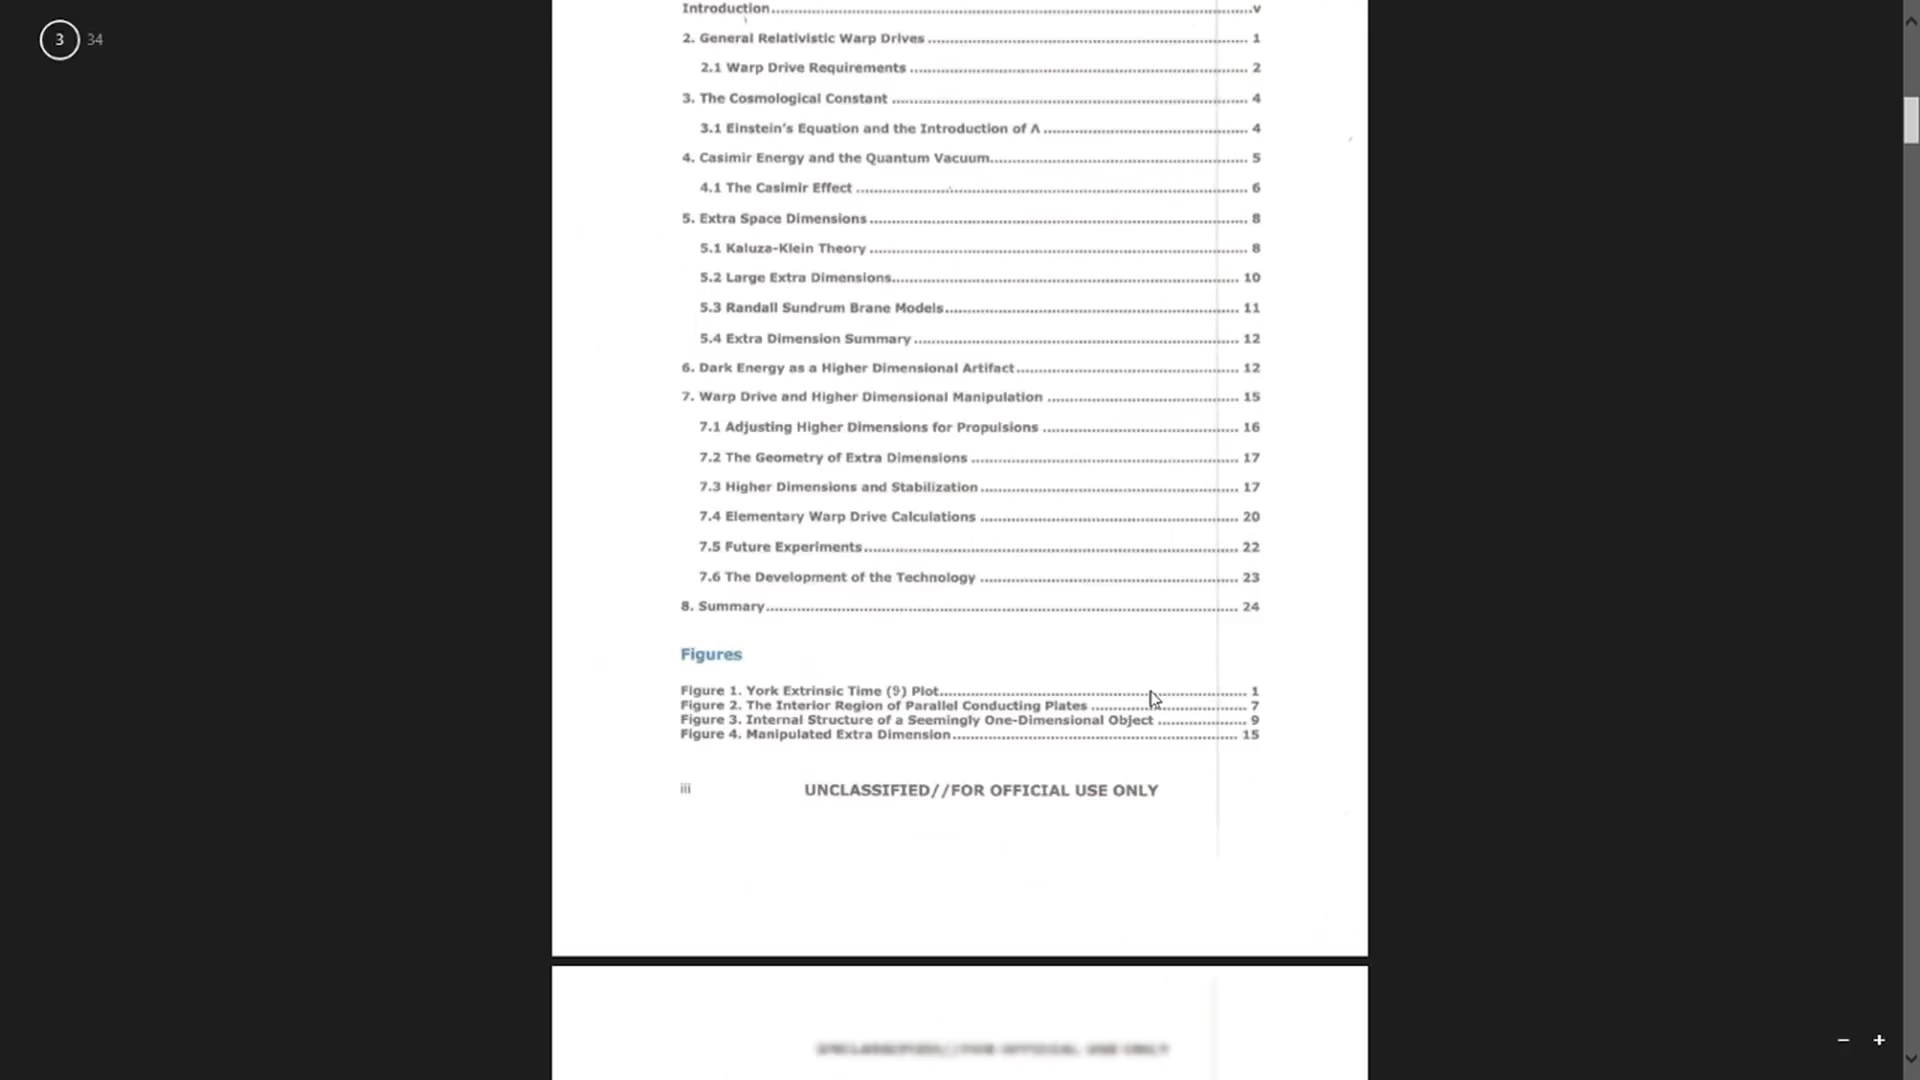 3 34
Introduction v
2. General Relativistic Warp Drives 1
2.1 Warp Drive Requirements 2
3. The Cosmological Constant 4
3.1 Einstein's Equation and the Introduction of Λ 4
4. Casimir Energy and the Quantum Vacuum 5
4.1 The Casimir Effect 6
5. Extra Space Dimensions 8
5.1 Kaluza-Klein Theory 8
5.2 Large Extra Dimensions 10
5.3 Randall Sundrum Brane Models 11
5.4 Extra Dimension Summary 12
6. Dark Energy as a Higher Dimensional Artifact 12
7. Warp Drive and Higher Dimensional Manipulation 15
7.1 Adjusting Higher Dimensions for Propulsions 16
7.2 The Geometry of Extra Dimensions 17
7.3 Higher Dimensions and Stabilization 17
7.4 Elementary Warp Drive Calculations 20
7.5 Future Experiments 22
7.6 The Development of the Technology 23
8. Summary 24
Figures
Figure 1. York Extrinsic Time (9) Plot 1
Figure 2. The Interior Region of Parallel Conducting Plates 7
Figure 3. Internal Structure of a Seemingly One-Dimensional Object 9
Figure 4. Manipulated Extra Dimension 15
iii UNCLASSIFIED//FOR OFFICIAL USE ONLY
UNCLASSIFIED//FOR OFFICIAL USE ONLY